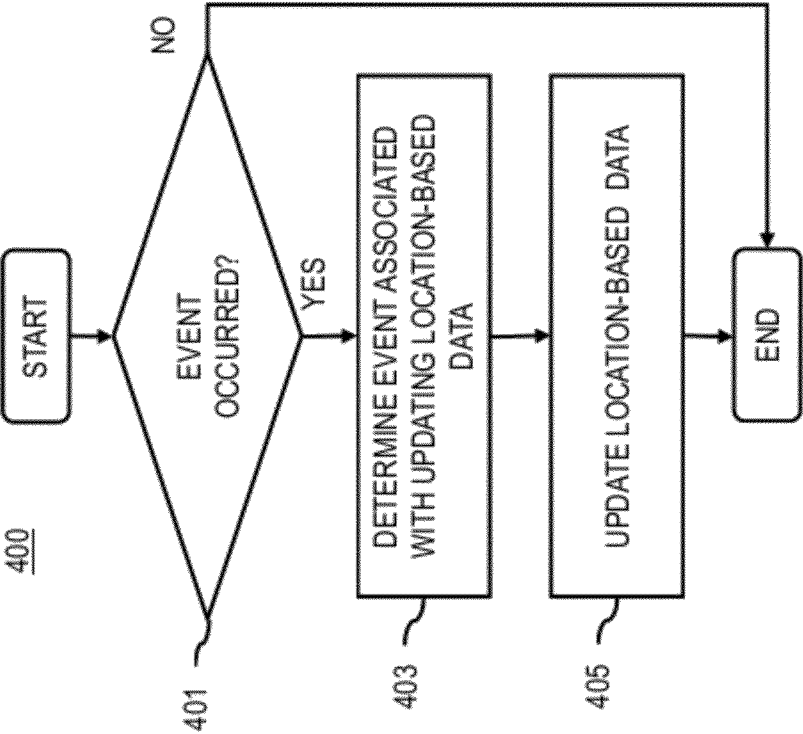 400
START
401
EVENT
OCCURRED?
NO
YES
403
DETERMINE EVENT ASSOCIATED
WITH UPDATING LOCATION-BASED
DATA
405
UPDATE LOCATION-BASED DATA
END